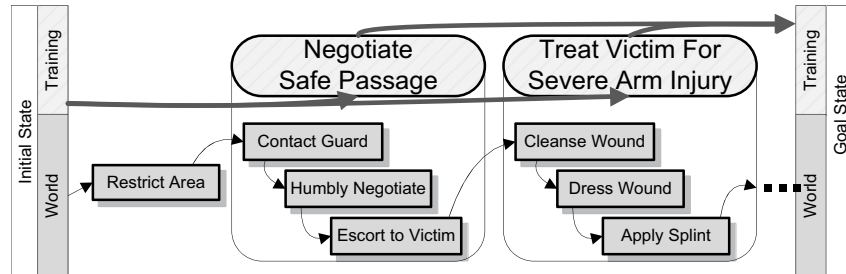 Initial State
Training
World
Restrict Area
Negotiate
Safe Passage
Contact Guard
Humbly Negotiate
Escort to Victim
Treat Victim For
Severe Arm Injury
Cleanse Wound
Dress Wound
Apply Splint
Training
World
Goal State